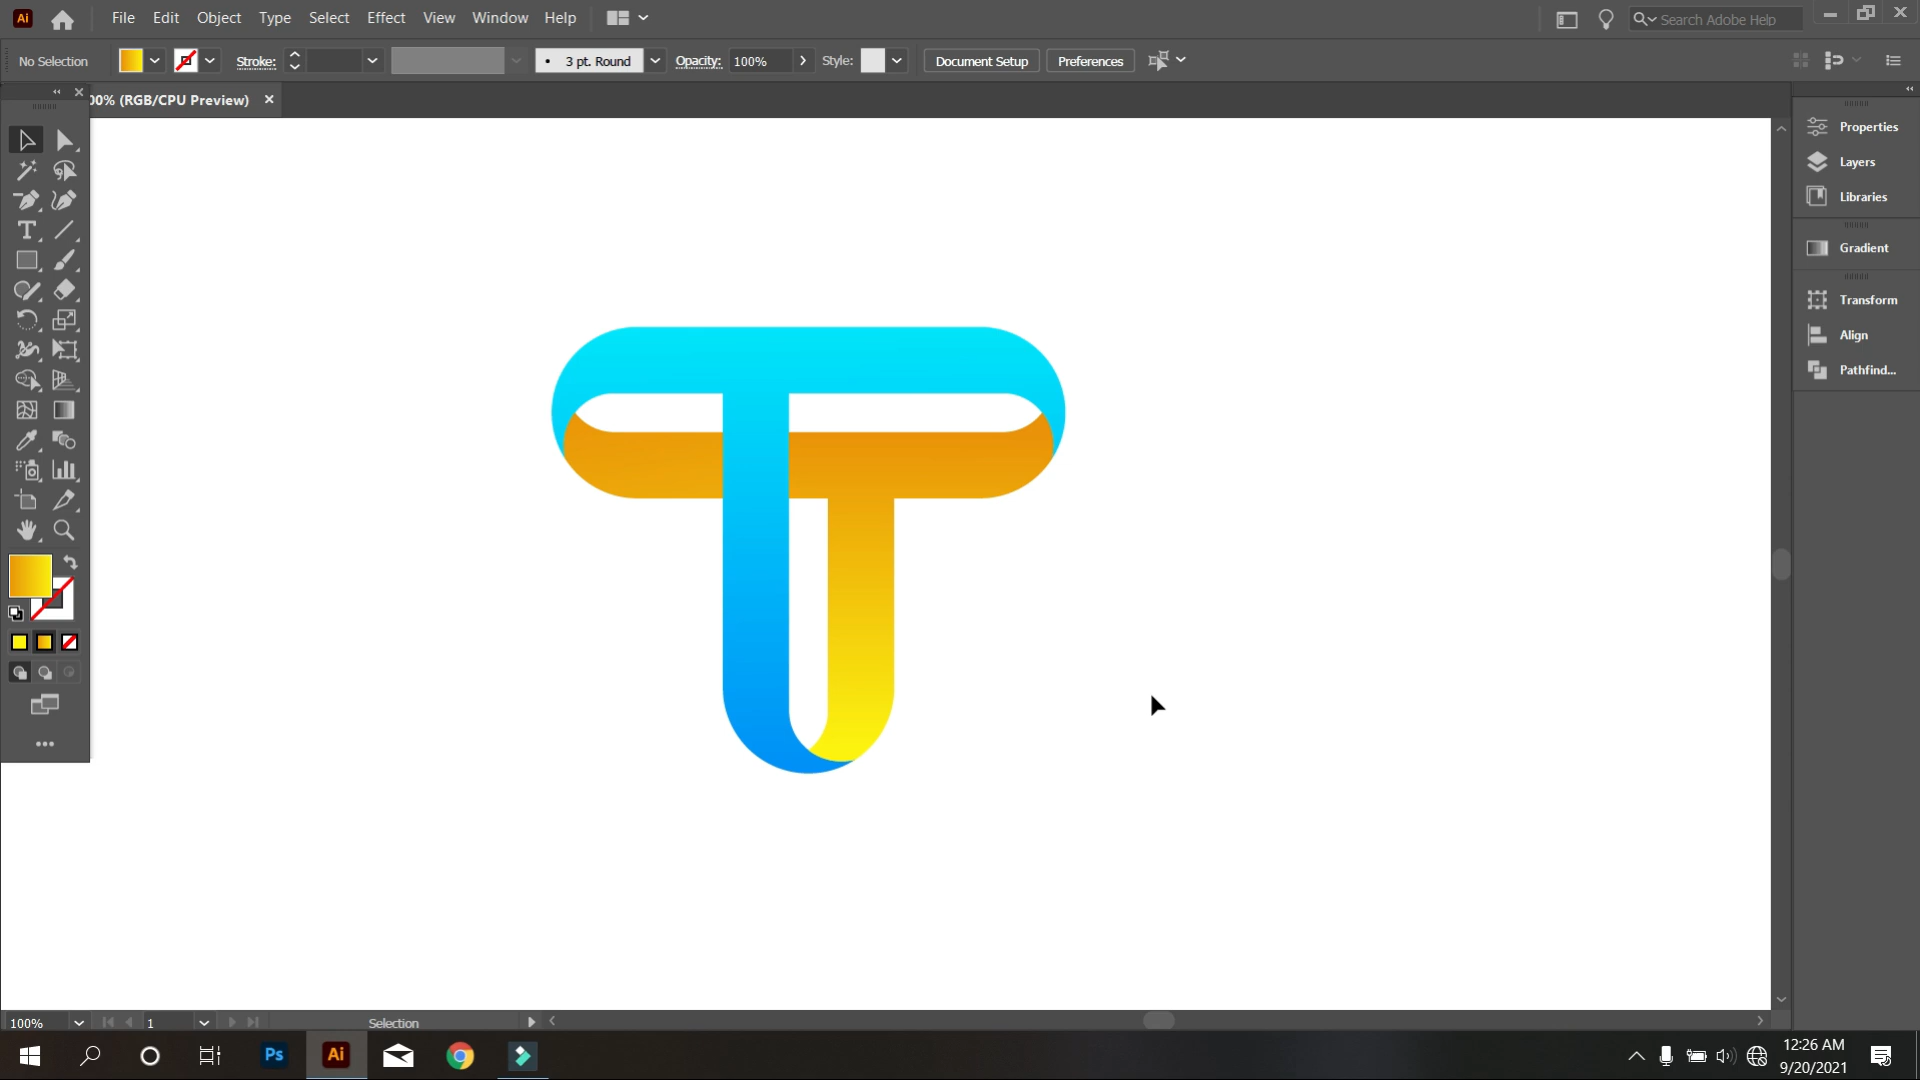 Ai File Edit Object Type Select Effect View Window Help Search Adobe Help
No Selection Stroke: 3 pt. Round Opacity: 100% Style: Document Setup Preferences
00% (RGB/CPU Preview)
Properties
Layers
Libraries
Gradient
Transform
Align
Pathfind...
T
100% 1 Selection
Ps Ai
12:26 AM
9/20/2021